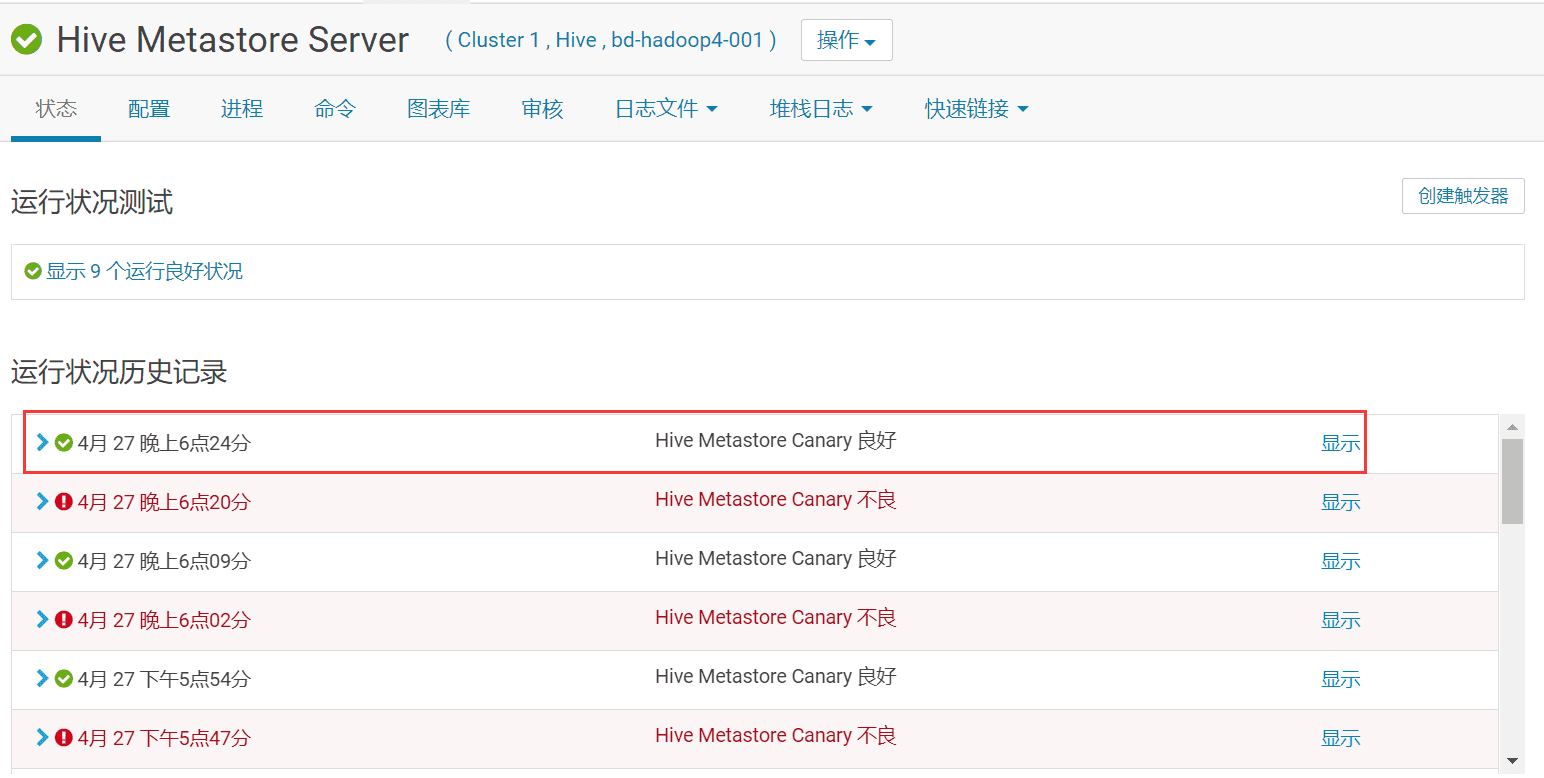 Hive Metastore Server ( Cluster 1 , Hive , bd-hadoop4-001 ) 操作
状态 配置 进程 命令 图表库 审核 日志文件 堆栈日志 快速链接
运行状况测试 创建触发器
显示 9 个运行良好状况
运行状况历史记录
4月 27 晚上6点24分 Hive Metastore Canary 良好 显示
4月 27 晚上6点20分 Hive Metastore Canary 不良 显示
4月 27 晚上6点09分 Hive Metastore Canary 良好 显示
4月 27 晚上6点02分 Hive Metastore Canary 不良 显示
4月 27 下午5点54分 Hive Metastore Canary 良好 显示
4月 27 下午5点47分 Hive Metastore Canary 不良 显示